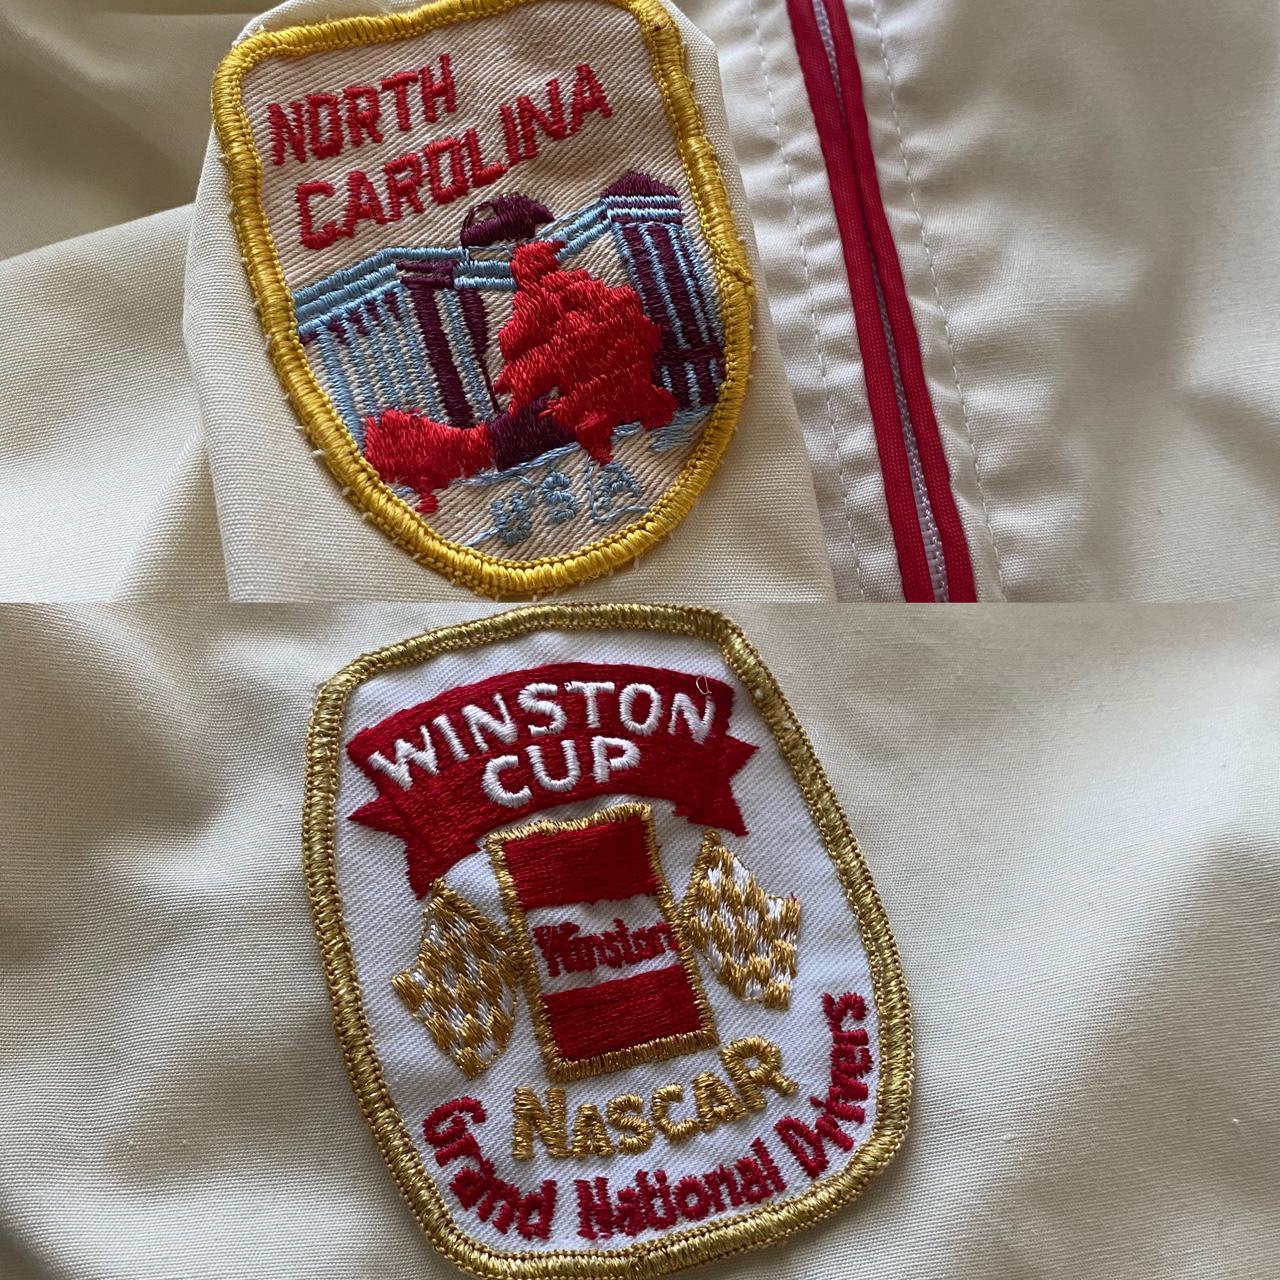 NORTH
CAROLINA
USA
WINSTON
CUP
Winston
NASCAR
Grand National Drivers